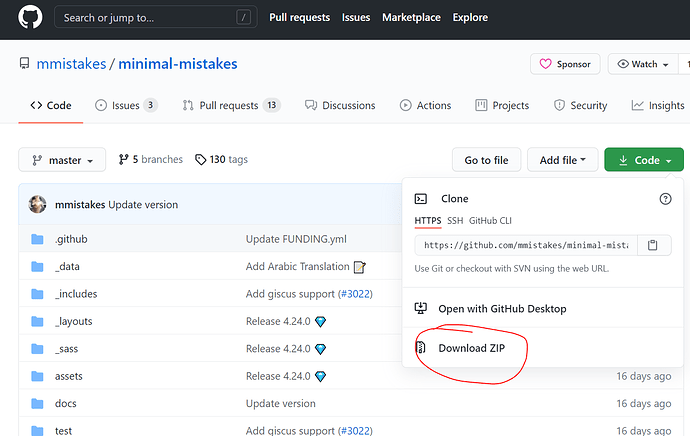 Search or jump to... / Pull requests Issues Marketplace Explore
mmistakes / minimal-mistakes Sponsor Watch
Code Issues 3 Pull requests 13 Discussions Actions Projects Security Insights
master 5 branches 130 tags Go to file Add file Code
mmistakes Update version
Clone
HTTPS SSH GitHub CLI
https://github.com/mmistakes/minimal-mista
Use Git or checkout with SVN using the web URL.
Open with GitHub Desktop
Download ZIP
.github Update FUNDING.yml
_data Add Arabic Translation 📝
_includes Add giscus support (#3022)
_layouts Release 4.24.0 💎
_sass Release 4.24.0 💎
assets Release 4.24.0 💎 16 days ago
docs Update version 16 days ago
test Add giscus support (#3022) 16 days ago